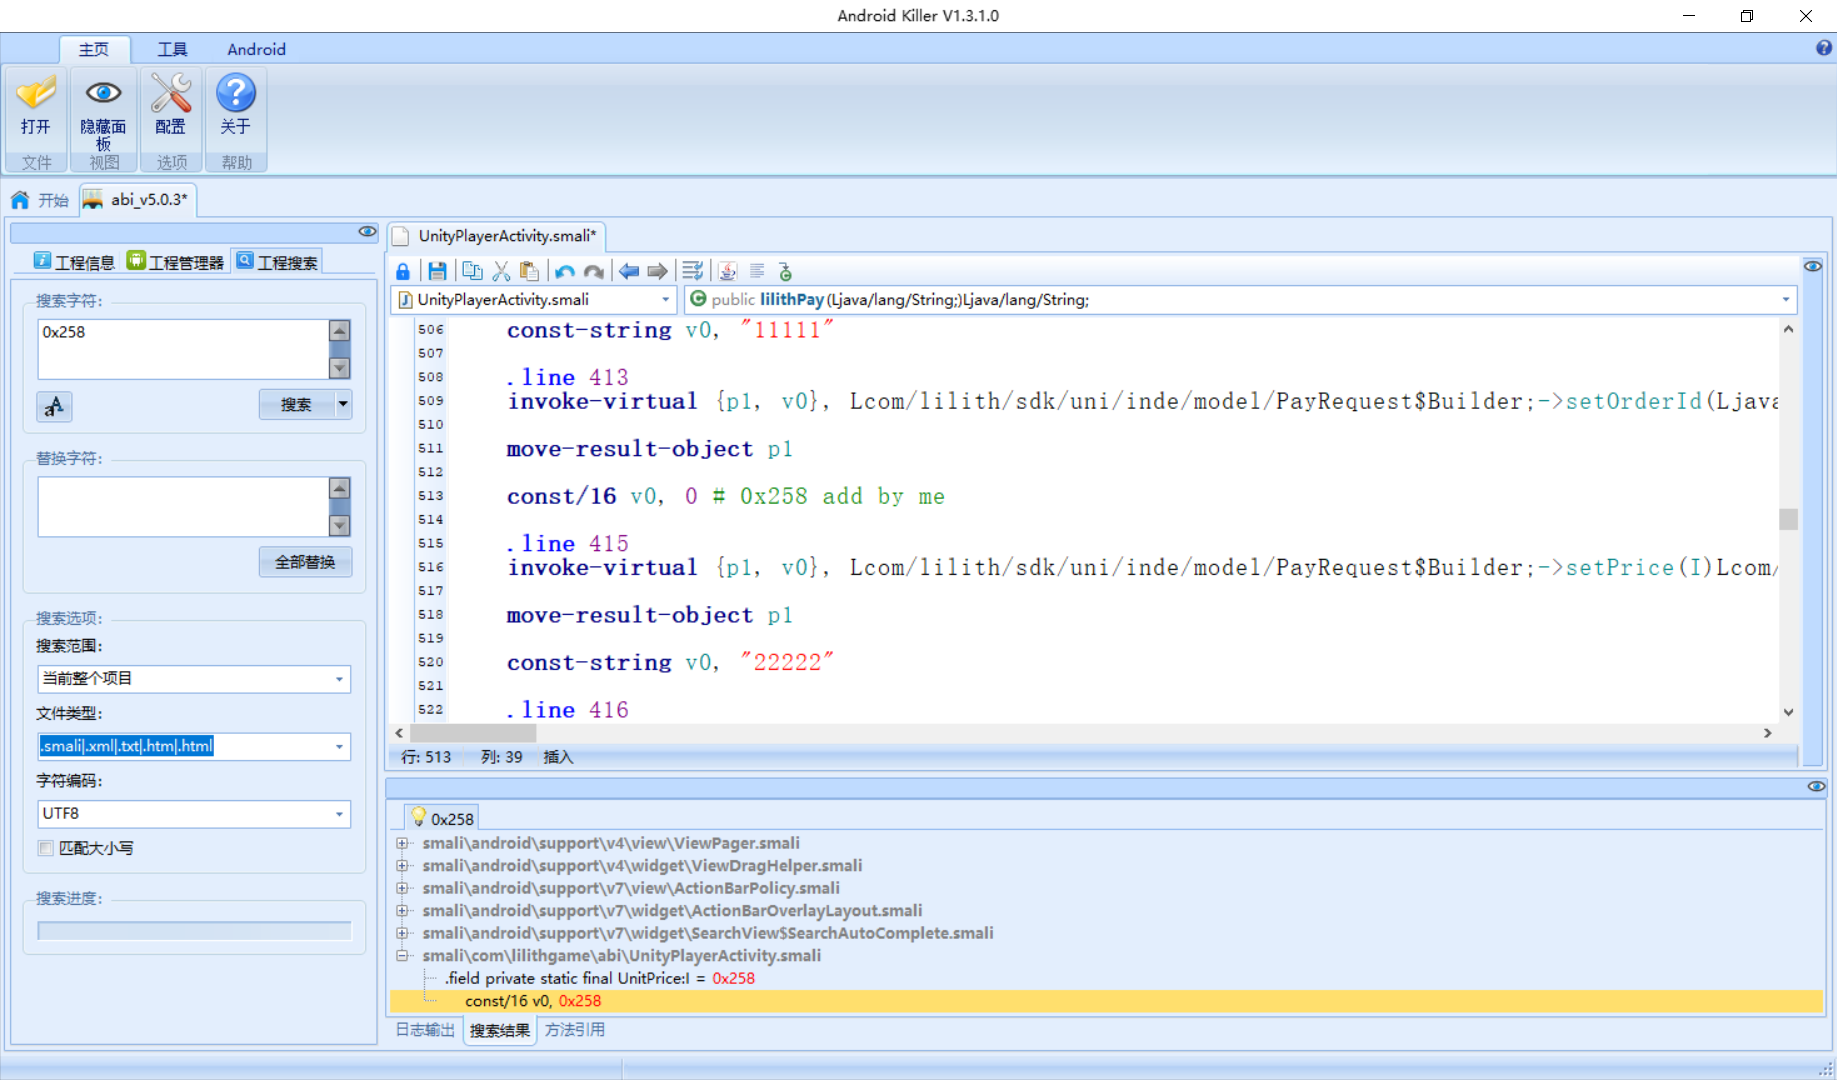 Android Killer V1.3.1.0
主页 工具 Android
打开 隐藏面板 配置 关于
文件 视图 选项 帮助
开始 abi_v5.0.3*
工程信息 工程管理器 工程搜索
搜索字符:
0x258
搜索
替换字符:
全部替换
搜索选项:
搜索范围:
当前整个项目
文件类型:
.smali|.xml|.txt|.htm|.html
字符编码:
UTF8
匹配大小写
搜索进度:
UnityPlayerActivity.smali*
UnityPlayerActivity.smali public lilithPay(Ljava/lang/String;)Ljava/lang/String;
506 const-string v0, "11111"
507
508 .line 413
509 invoke-virtual {p1, v0}, Lcom/lilith/sdk/uni/inde/model/PayRequest$Builder;->setOrderId(Ljava
510
511 move-result-object p1
512
513 const/16 v0, 0 # 0x258 add by me
514
515 .line 415
516 invoke-virtual {p1, v0}, Lcom/lilith/sdk/uni/inde/model/PayRequest$Builder;->setPrice(I)Lcom/
517
518 move-result-object p1
519
520 const-string v0, "22222"
521
522 .line 416
行: 513 列: 39 插入
0x258
smali\android\support\v4\view\ViewPager.smali
smali\android\support\v4\widget\ViewDragHelper.smali
smali\android\support\v7\view\ActionBarPolicy.smali
smali\android\support\v7\widget\ActionBarOverlayLayout.smali
smali\android\support\v7\widget\SearchView$SearchAutoComplete.smali
smali\com\lilithgame\abi\UnityPlayerActivity.smali
.field private static final UnitPrice:I = 0x258
const/16 v0, 0x258
日志输出 搜索结果 方法引用